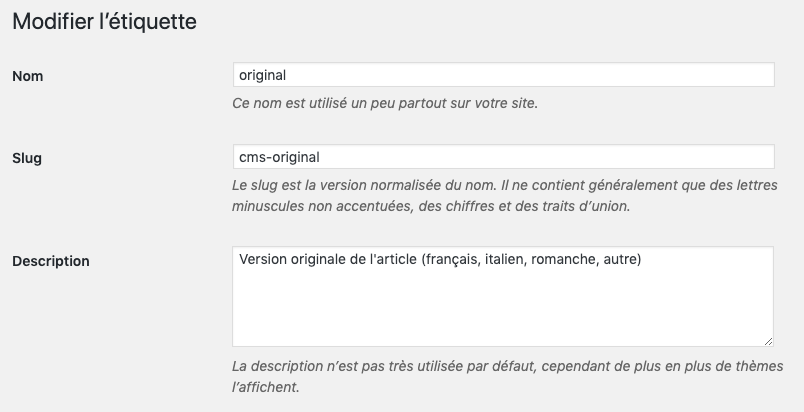 Modifier l’étiquette
Nom
original
Ce nom est utilisé un peu partout sur votre site.
Slug
cms-original
Le slug est la version normalisée du nom. Il ne contient généralement que des lettres
minuscules non accentuées, des chiffres et des traits d’union.
Description
Version originale de l'article (français, italien, romanche, autre)
La description n’est pas très utilisée par défaut, cependant de plus en plus de thèmes
l’affichent.